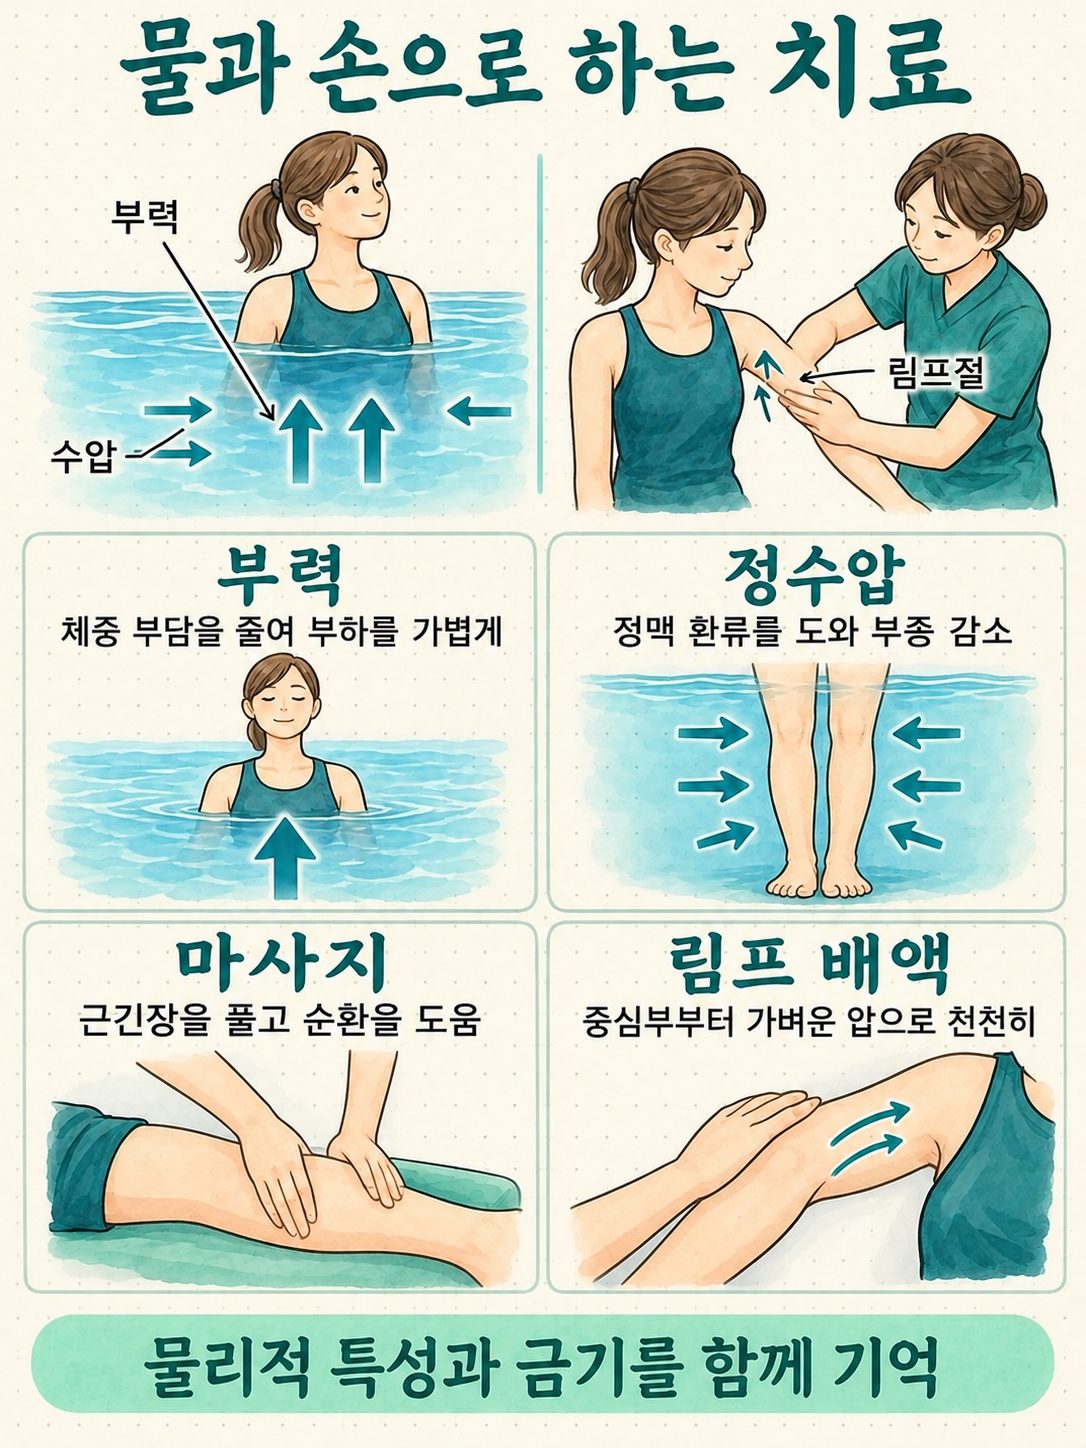 물과 손으로 하는 치료
부력
수압
림프절
부력
체중 부담을 줄여 부하를 가볍게
정수압
정맥 환류를 도와 부종 감소
마사지
근긴장을 풀고 순환을 도움
림프 배액
중심부부터 가벼운 압으로 천천히
물리적 특성과 금기를 함께 기억